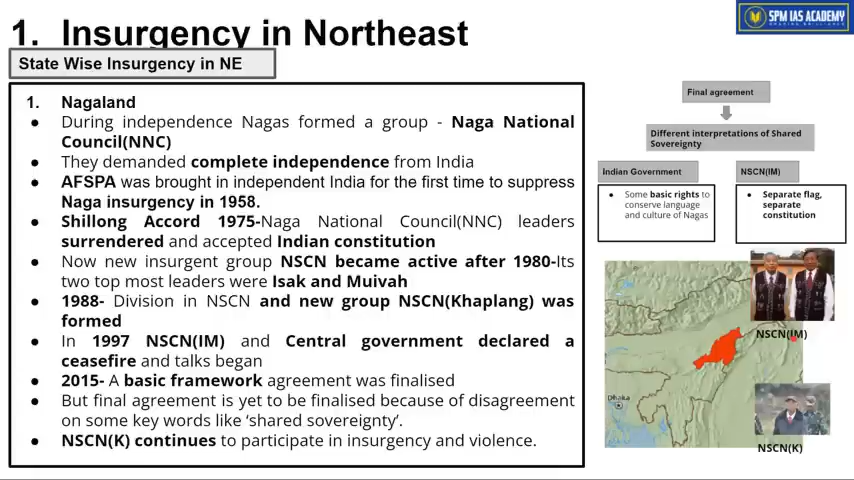 1. Insurgency in Northeast
SPM IAS ACADEMY
State Wise Insurgency in NE
1. Nagaland
● During independence Nagas formed a group - Naga National
Council(NNC)
● They demanded complete independence from India
● AFSPA was brought in independent India for the first time to suppress
Naga insurgency in 1958.
● Shillong Accord 1975-Naga National Council(NNC) leaders
surrendered and accepted Indian constitution
● Now new insurgent group NSCN became active after 1980-Its
two top most leaders were Isak and Muivah
● 1988- Division in NSCN and new group NSCN(Khaplang) was
formed
● In 1997 NSCN(IM) and Central government declared a
ceasefire and talks began
● 2015- A basic framework agreement was finalised
● But final agreement is yet to be finalised because of disagreement
on some key words like ‘shared sovereignty’.
● NSCN(K) continues to participate in insurgency and violence.
Final agreement
Different interpretations of Shared
Sovereignty
Indian Government
● Some basic rights to
conserve language
and culture of Nagas
NSCN(IM)
● Separate flag,
separate
constitution
NSCN(IM)
Dhaka
NSCN(K)